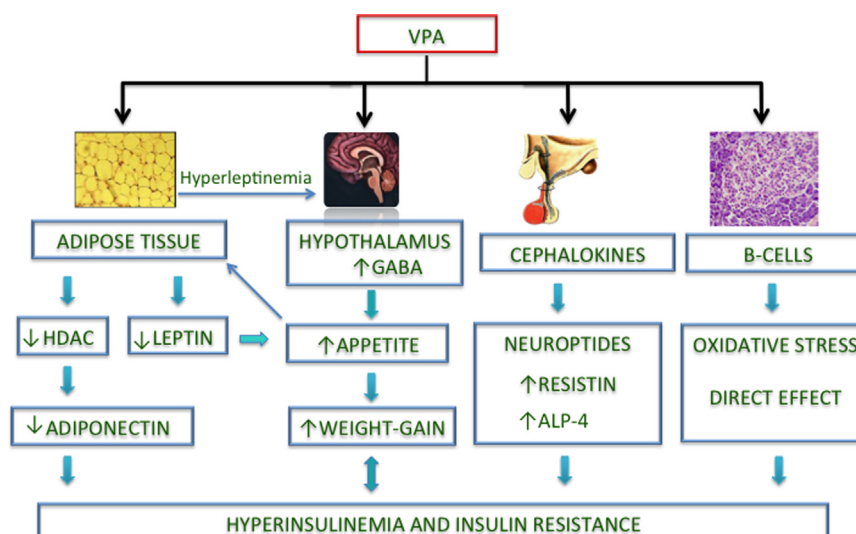 VPA
Hyperleptinemia
ADIPOSE TISSUE
HYPOTHALAMUS
↑GABA
CEPHALOKINES
B-CELLS
↓HDAC
↓LEPTIN
↑APPETITE
NEUROPTIDES
↑RESISTIN
↑ALP-4
OXIDATIVE STRESS
DIRECT EFFECT
↓ADIPONECTIN
↑WEIGHT-GAIN
HYPERINSULINEMIA AND INSULIN RESISTANCE